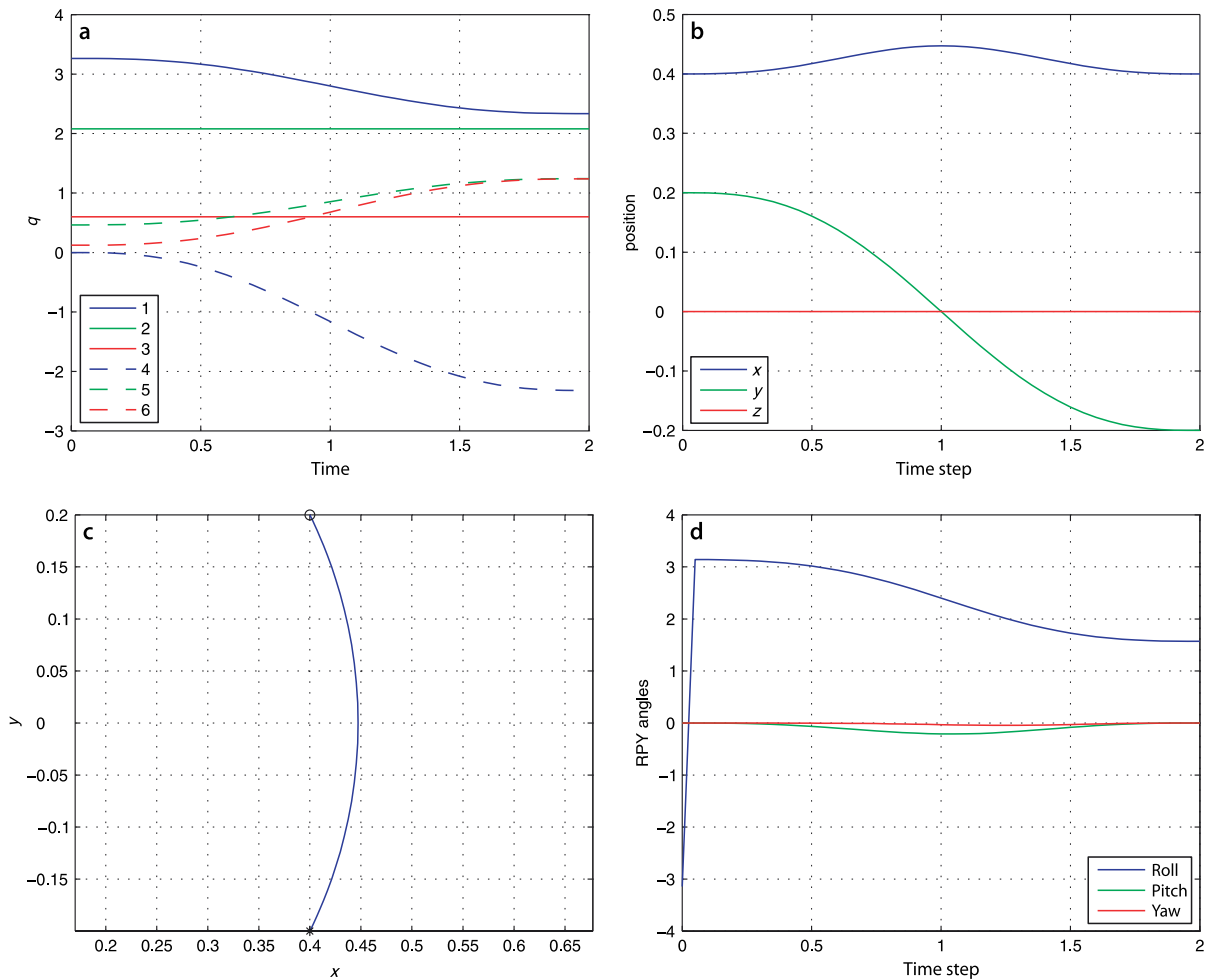 a
4
3
2
1
0
−1
−2
−3
q
0 0.5 1 1.5 2
Time
1
2
3
4
5
6
b
0.5
0.4
0.3
0.2
0.1
0
−0.1
−0.2
position
0 0.5 1 1.5 2
Time step
x
y
z
c
0.2
0.15
0.1
0.05
0
−0.05
−0.1
−0.15
y
0.2 0.25 0.3 0.35 0.4 0.45 0.5 0.55 0.6 0.65
x
d
4
3
2
1
0
−1
−2
−3
−4
RPY angles
0 0.5 1 1.5 2
Time step
Roll
Pitch
Yaw